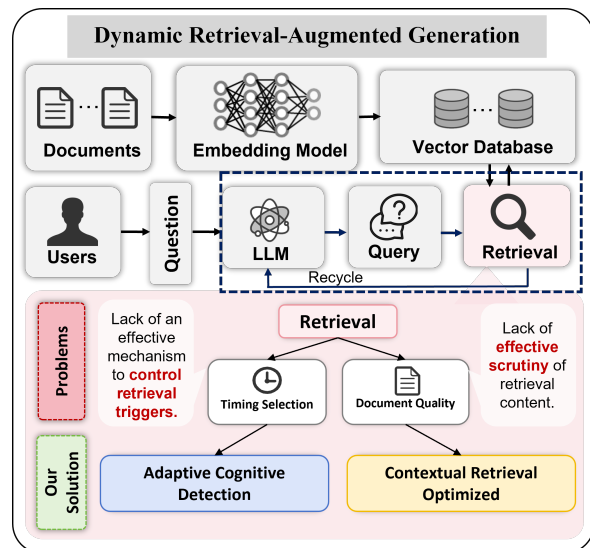 Dynamic Retrieval-Augmented Generation
Documents
Embedding Model
Vector Database
Users
Question
LLM
Query
Retrieval
Recycle
Problems
Lack of an
effective
mechanism
to control
retrieval
triggers.
Retrieval
Timing Selection
Document Quality
Lack of
effective
scrutiny of
retrieval
content.
Our
Solution
Adaptive Cognitive
Detection
Contextual Retrieval
Optimized